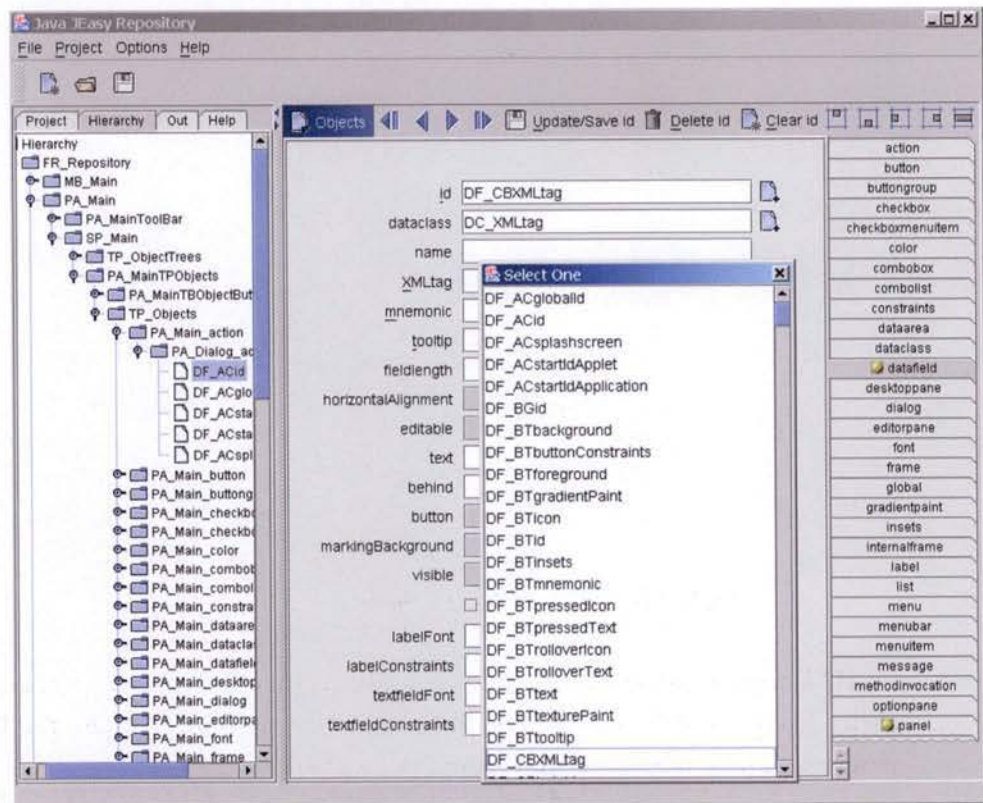 Java JEasy Repository
File Project Options Help
Project Hierarchy Out Help
Objects Update/Save id Delete id Clear id
Hierarchy
FR_Repository
MB_Main
PA_Main
PA_MainToolBar
SP_Main
TP_ObjectTrees
PA_MainTPObjects
PA_MainTBObjectBut
TP_Objects
PA_Main_action
PA_Dialog_ac
DF_ACid
DF_ACglo
DF_ACsta
DF_ACsta
DF_ACspl
PA_Main_button
PA_Main_buttong
PA_Main_checkbo
PA_Main_checkbo
PA_Main_color
PA_Main_combob
PA_Main_combol
PA_Main_constra
PA_Main_dataare
PA_Main_datacla
PA_Main_datafiel
PA_Main_desktop
PA_Main_dialog
PA_Main_editorpa
PA_Main_font
PA_Main_frame
id DF_CBXMLtag
dataclass DC_XMLtag
name
XMLtag
mnemonic
tooltip
fieldlength
horizontalAlignment
editable
text
behind
button
markingBackground
visible
labelFont
labelConstraints
textfieldFont
textfieldConstraints
Select One
DF_ACglobalId
DF_ACid
DF_ACsplashscreen
DF_ACstartIdApplet
DF_ACstartIdApplication
DF_BGid
DF_BTbackground
DF_BTbuttonConstraints
DF_BTforeground
DF_BTgradientPaint
DF_BTicon
DF_BTid
DF_BTinsets
DF_BTmnemonic
DF_BTpressedIcon
DF_BTpressedText
DF_BTrolloverIcon
DF_BTrolloverText
DF_BTtext
DF_BTtexturePaint
DF_BTtooltip
DF_CBXMLtag
action
button
buttongroup
checkbox
checkboxmenuitem
color
combobox
combolist
constraints
dataarea
dataclass
datafield
desktoppane
dialog
editorpane
font
frame
global
gradientpaint
insets
internalframe
label
list
menu
menubar
menuitem
message
methodinvocation
optionpane
panel